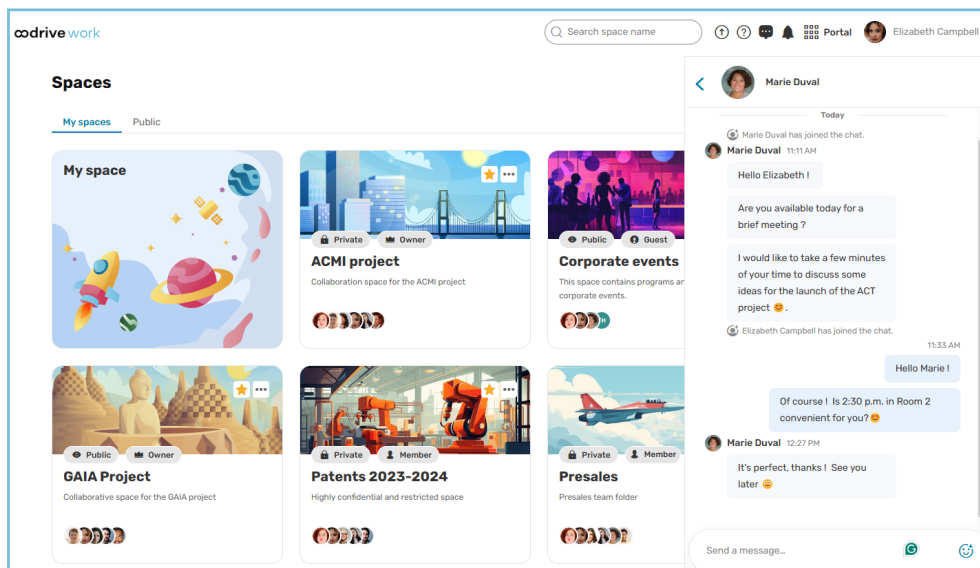 oodrive work
Search space name
Portal
Elizabeth Campbell
Spaces
My spaces
Public
My space
Private
Owner
ACMI project
Collaboration space for the ACMI project
Public
Guest
Corporate events
This space contains programs ar
corporate events.
TH
Public
Owner
GAIA Project
Collaborative space for the GAIA project
Private
Member
Patents 2023-2024
Highly confidential and restricted space
Private
Member
Presales
Presales team folder
Marie Duval
Today
Marie Duval has joined the chat.
Marie Duval 11:11 AM
Hello Elizabeth !
Are you available today for a
brief meeting ?
I would like to take a few minutes
of your time to discuss some
ideas for the launch of the ACT
project 😊 .
Elizabeth Campbell has joined the chat.
11:33 AM
Hello Marie !
Of course ! Is 2:30 p.m. in Room 2
convenient for you?😊
Marie Duval 12:27 PM
It's perfect, thanks ! See you
later 😀
Send a message...